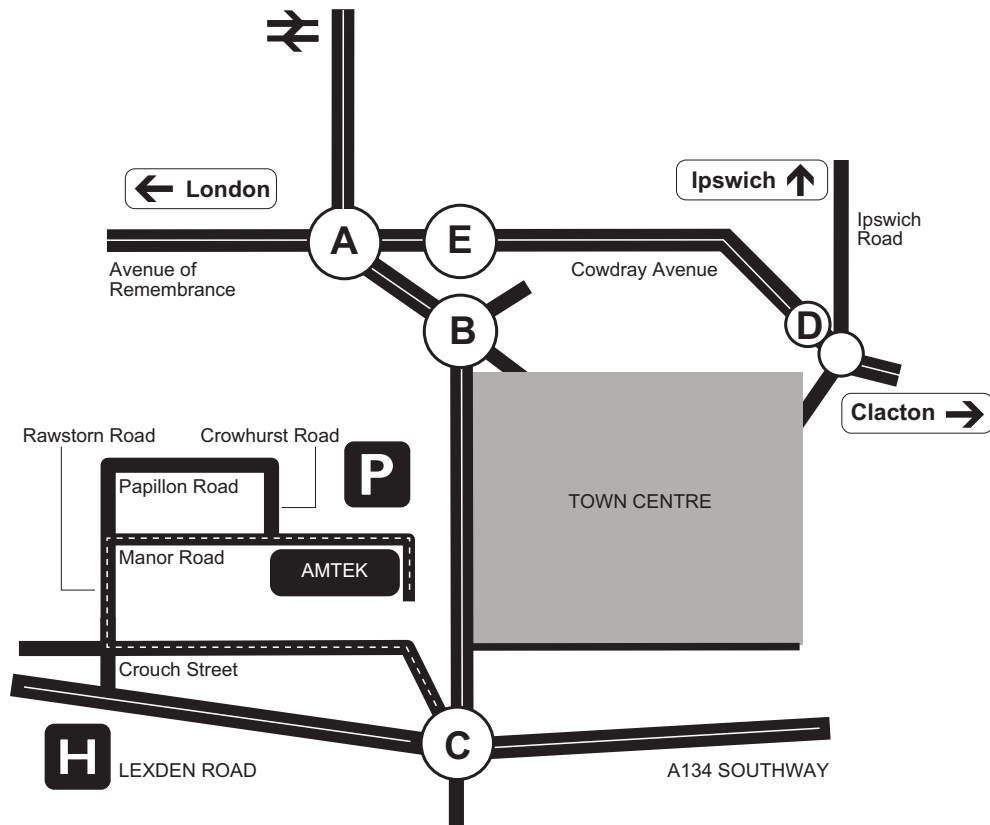 London
Ipswich
Ipswich
Road
A
E
Avenue of
Remembrance
Cowdray Avenue
B
D
Clacton
Rawstorn Road
Crowhurst Road
P
Papillon Road
TOWN CENTRE
Manor Road
AMTEK
Crouch Street
C
H
LEXDEN ROAD
A134 SOUTHWAY